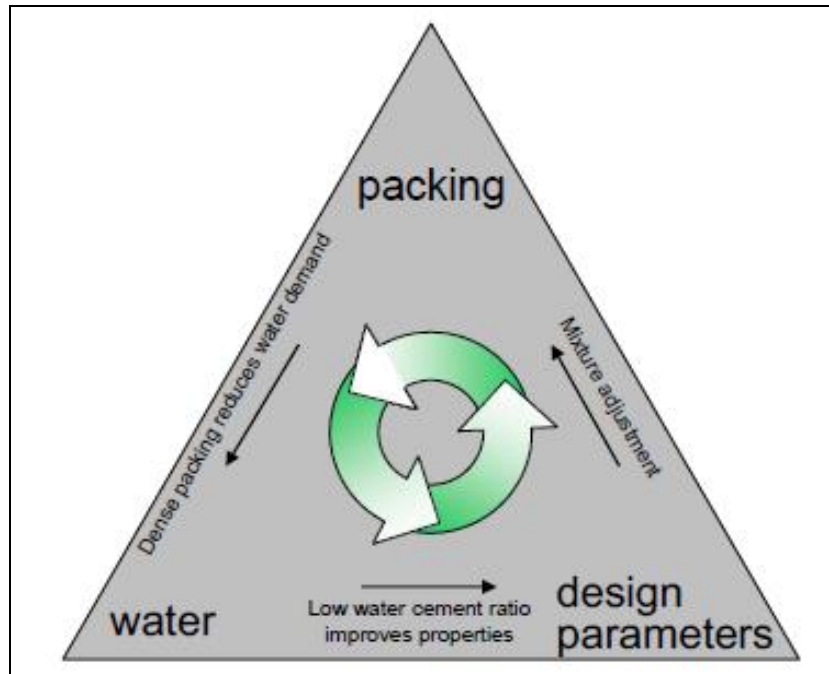 packing
Dense packing reduces water demand
Mixture adjustment
water
Low water cement ratio
improves properties
design
parameters